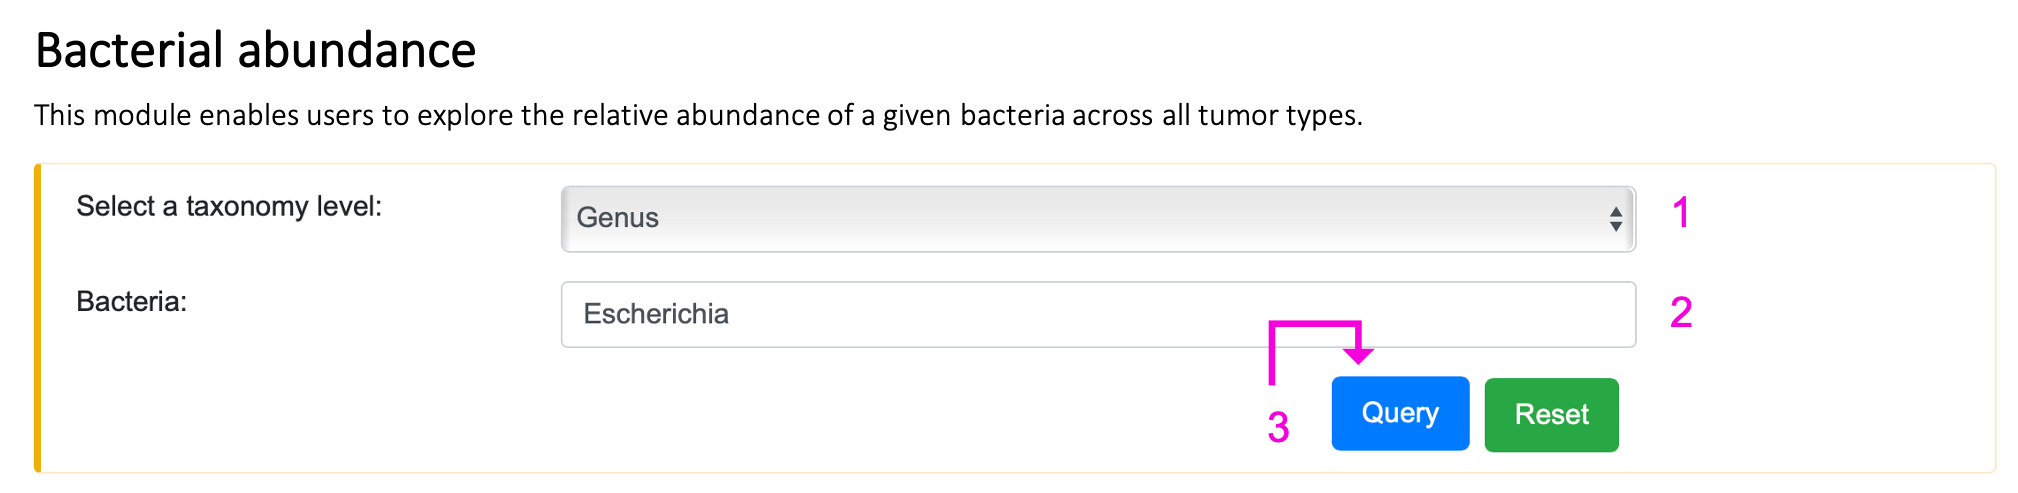 Bacterial abundance
This module enables users to explore the relative abundance of a given bacteria across all tumor types.
Select a taxonomy level:
Genus
1
Bacteria:
Escherichia
2
3
Query
Reset